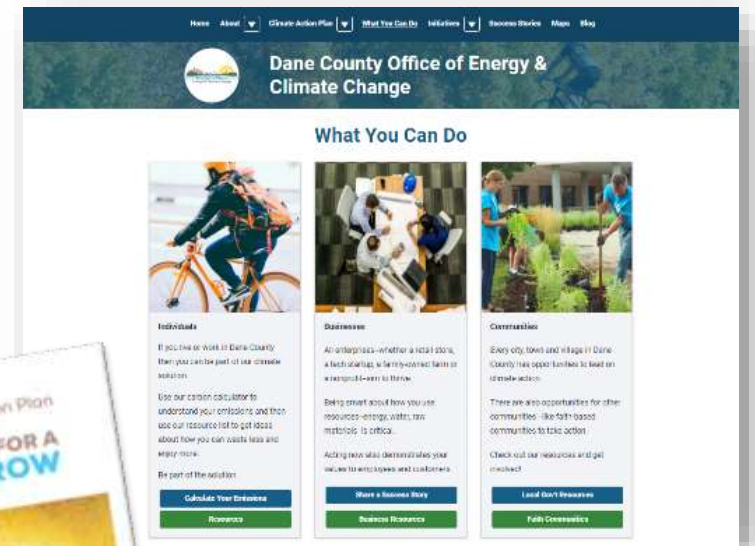 Home About Climate Action Plan What You Can Do Initiatives Success Stories Maps Blog
Dane County Office of Energy &
Climate Change
What You Can Do
Individuals
If you live or work in Dane County
then you can be part of our climate
solution.
Use our carbon calculator to
understand your emissions and then
use our resource list to get ideas
about how you can waste less and
enjoy more.
Be part of the solution
Calculate Your Emissions
Resources
Businesses
All enterprises—whether a retail store,
a tech startup, a family-owned farm or
a nonprofit—aim to thrive.
Being smart about how you use
resources—energy, water, raw
materials—is critical.
Acting now also demonstrates your
values to employees and customers.
Share a Success Story
Business Resources
Communities
Every city, town and village in Dane
County has opportunities to lead on
climate action.
There are also opportunities for other
communities—like faith-based
communities to take action.
Check out our resources and get
involved!
Local Gov't Resources
Faith Communities
on Plan
FOR A
ROW